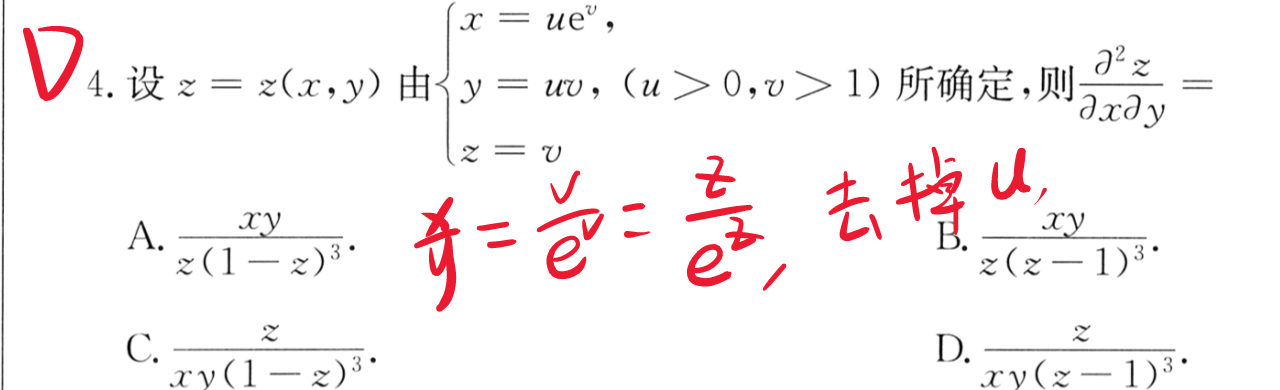 D 4. 设 z = z(x, y) 由 { x = ue^v, y = uv, z = v (u > 0, v > 1) 所确定, 则 ∂²z/∂x∂y =
x/y = v/e^v = z/e^z, 去掉 u,
A. xy/z(1 − z)³. B. xy/z(z − 1)³.
C. z/xy(1 − z)³. D. z/xy(z − 1)³.